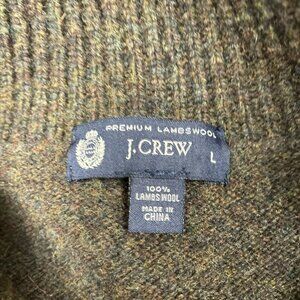 PREMIUM LAMBSWOOL
J.CREW
L
100%
LAMBSWOOL
MADE IN
CHINA